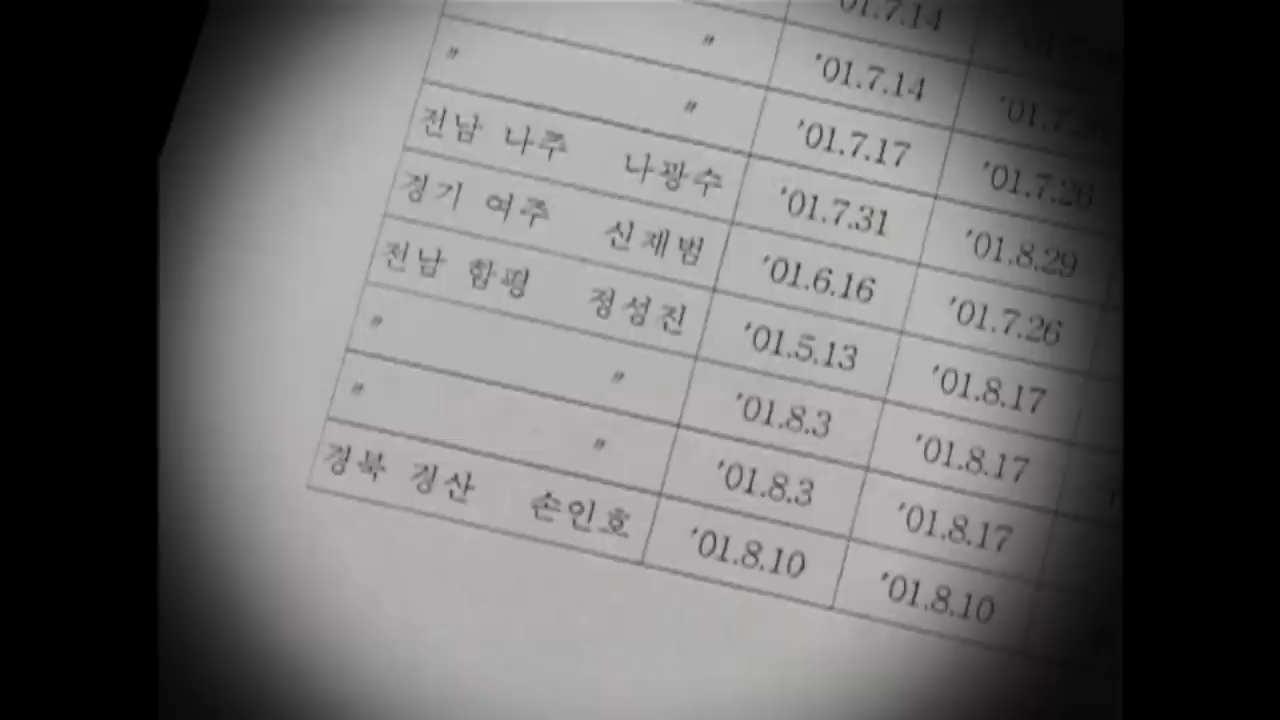 '01.7.14
〃 '01.7.14
〃 〃 '01.7.17 '01.7.26
전남 나주 나광수 '01.7.31 '01.8.29
경기 여주 신재범 '01.6.16 '01.7.26
전남 함평 정성진 '01.5.13 '01.8.17
〃 〃 '01.8.3 '01.8.17
〃 〃 '01.8.3 '01.8.17
경북 경산 손인호 '01.8.10 '01.8.10